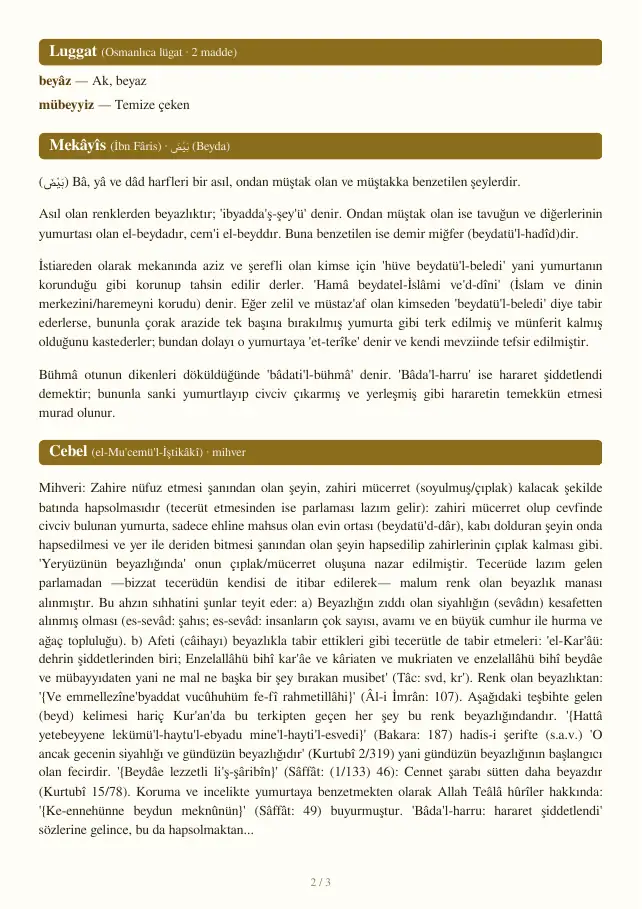 Luggat (Osmanlıca lügat · 2 madde)
beyâz — Ak, beyaz
mübeyyiz — Temize çeken
Mekâyîs (İbn Fâris) · بَيْضٌ (Beyda)
(بَيْضٌ) Bâ, yâ ve dâd harfleri bir asıl, ondan müştak olan ve müştakka benzetilen şeylerdir.
Asıl olan renklerden beyazlıktır; 'ibyadda'ş-şey'ü' denir. Ondan müştak olan ise tavuğun ve diğerlerinin
yumurtası olan el-beydadır, cem'i el-beyddır. Buna benzetilen ise demir miğfer (beydatü'l-hadîd)dir.
İstiareden olarak mekanında aziz ve şerefli olan kimse için 'hüve beydatü'l-beledi' yani yumurtanın
korunduğu gibi korunup tahsin edilir derler. 'Hamâ beydatel-İslâmi ve'd-dîni' (İslam ve dinin
merkezini/haremeyni korudu) denir. Eğer zelil ve müstaz'af olan kimseden 'beydatü'l-beledi' diye tabir
ederlerse, bununla çorak arazide tek başına bırakılmış yumurta gibi terk edilmiş ve münferit kalmış
olduğunu kastederler; bundan dolayı o yumurtaya 'et-terîke' denir ve kendi mevziinde tefsir edilmiştir.
Bühmâ otunun dikenleri döküldüğünde 'bâdati'l-bühmâ' denir. 'Bâda'l-harru' ise hararet şiddetlendi
demektir; bununla sanki yumurtlayıp civciv çıkarmış ve yerleşmiş gibi hararetin temekkün etmesi
murad olunur.
Cebel (el-Mu'cemü'l-İştikâkî) · mihver
Mihveri: Zahire nüfuz etmesi şanından olan şeyin, zahiri mücerret (soyulmuş/çıplak) kalacak şekilde
batında hapsolmasıdır (tecerüt etmesinden ise parlaması lazım gelir): zahiri mücerret olup cevfinde
civciv bulunan yumurta, sadece ehline mahsus olan evin ortası (beydatü'd-dâr), kabı dolduran şeyin onda
hapsedilmesi ve yer ile deriden bitmesi şanından olan şeyin hapsedilip zahirlerinin çıplak kalması gibi.
'Yeryüzünün beyazlığında' onun çıplak/mücerret oluşuna nazar edilmiştir. Tecerüde lazım gelen
parlamadan —bizzat tecerüdün kendisi de itibar edilerek— malum renk olan beyazlık manası
alınmıştır. Bu ahzın sıhhatini şunlar teyit eder: a) Beyazlığın zıddı olan siyahlığın (sevâdın) kesafetten
alınmış olması (es-sevâd: şahıs; es-sevâd: insanların çok sayısı, avamı ve en büyük cumhur ile hurma ve
ağaç topluluğu). b) Afeti (câihayı) beyazlıkla tabir ettikleri gibi tecerütle de tabir etmeleri: 'el-Kar'âü:
dehrin şiddetlerinden biri; Enzelallâhü bihî kar'âe ve kâriaten ve mukriaten ve enzelallâhü bihî beydâe
ve mübayyıdaten yani ne mal ne başka bir şey bırakan musibet' (Tâc: svd, kr'). Renk olan beyazlıktan:
'{Ve emmellezîne'byaddat vucûhuhüm fe-fî rahmetillâhi}' (Âl-i İmrân: 107). Aşağıdaki teşbihte gelen
(beyd) kelimesi hariç Kur'an'da bu terkipten geçen her şey bu renk beyazlığındandır. '{Hattâ
yetebeyyene lekümü'l-haytu'l-ebyadu mine'l-hayti'l-esvedi}' (Bakara: 187) hadis-i şerifte (s.a.v.) 'O
ancak gecenin siyahlığı ve gündüzün beyazlığıdır' (Kurtubî 2/319) yani gündüzün beyazlığının başlangıcı
olan fecirdir. '{Beydâe lezzetli li'ş-şâribîn}' (Sâffât: (1/133) 46): Cennet şarabı sütten daha beyazdır
(Kurtubî 15/78). Koruma ve incelikte yumurtaya benzetmekten olarak Allah Teâlâ hûrîler hakkında:
'{Ke-ennehünne beydun meknûnün}' (Sâffât: 49) buyurmuştur. 'Bâda'l-harru: hararet şiddetlendi'
sözlerine gelince, bu da hapsolmaktan...
2 / 3